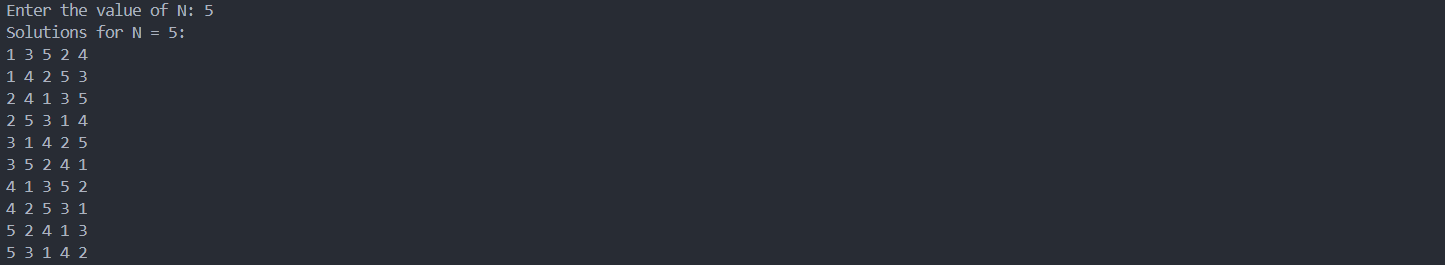 Enter the value of N: 5
Solutions for N = 5:
1 3 5 2 4
1 4 2 5 3
2 4 1 3 5
2 5 3 1 4
3 1 4 2 5
3 5 2 4 1
4 1 3 5 2
4 2 5 3 1
5 2 4 1 3
5 3 1 4 2